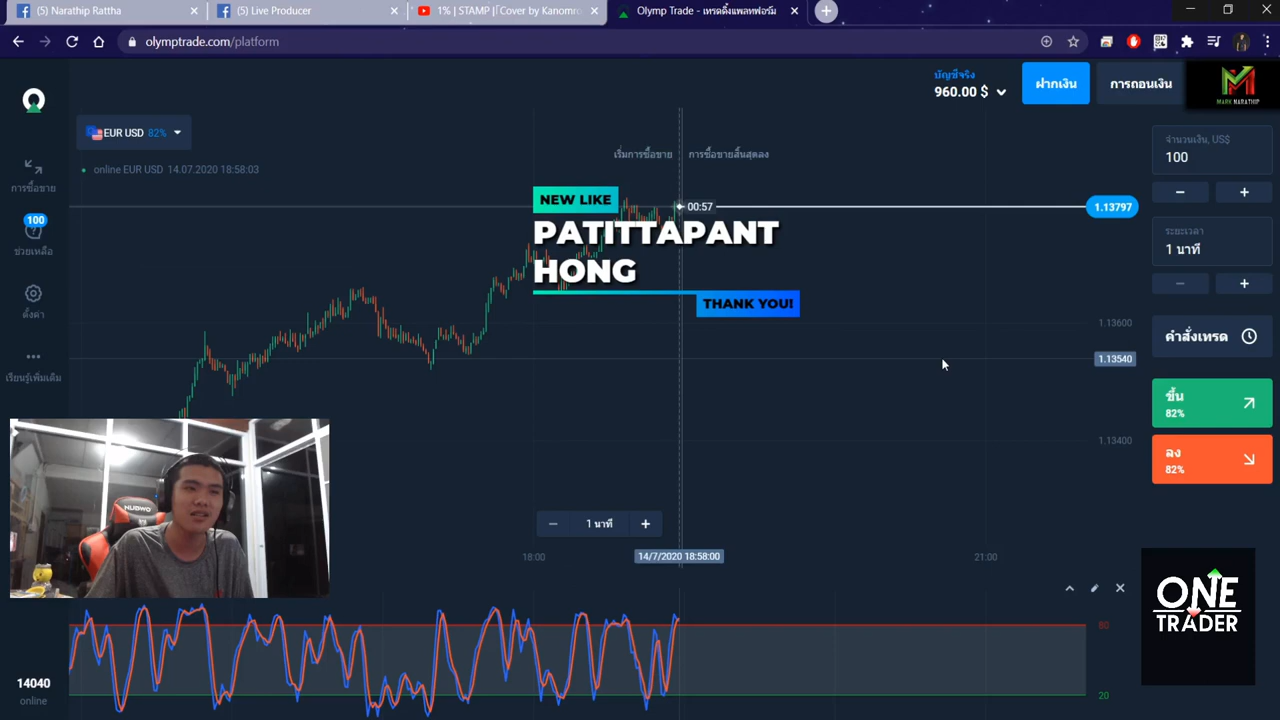 (5) Narathip Rattha
(5) Live Producer
1% | STAMP |「Cover by Kanomro
Olymp Trade - เทรดดิ้งแพลทฟอร์ม
olymptrade.com/platform
บัญชีจริง
960.00 $
ฝากเงิน
การถอนเงิน
MARK NARATHIP
EUR USD 82%
เริ่มการซื้อขาย
การซื้อขายสิ้นสุดลง
online EUR USD 14.07.2020 18:58:03
การซื้อขาย
100
ช่วยเหลือ
ตั้งค่า
เรียนรู้เพิ่มเติม
NEW LIKE
00:57
PATITTAPANT
HONG
THANK YOU!
1.13797
1.13600
1.13540
1.13400
จำนวนเงิน, US$
100
ระยะเวลา
1 นาที
คำสั่งเทรด
ขึ้น
82%
ลง
82%
1 นาที
18:00
14/7/2020 18:58:00
21:00
NUBWO
80
20
ONE
TRADER
14040
online